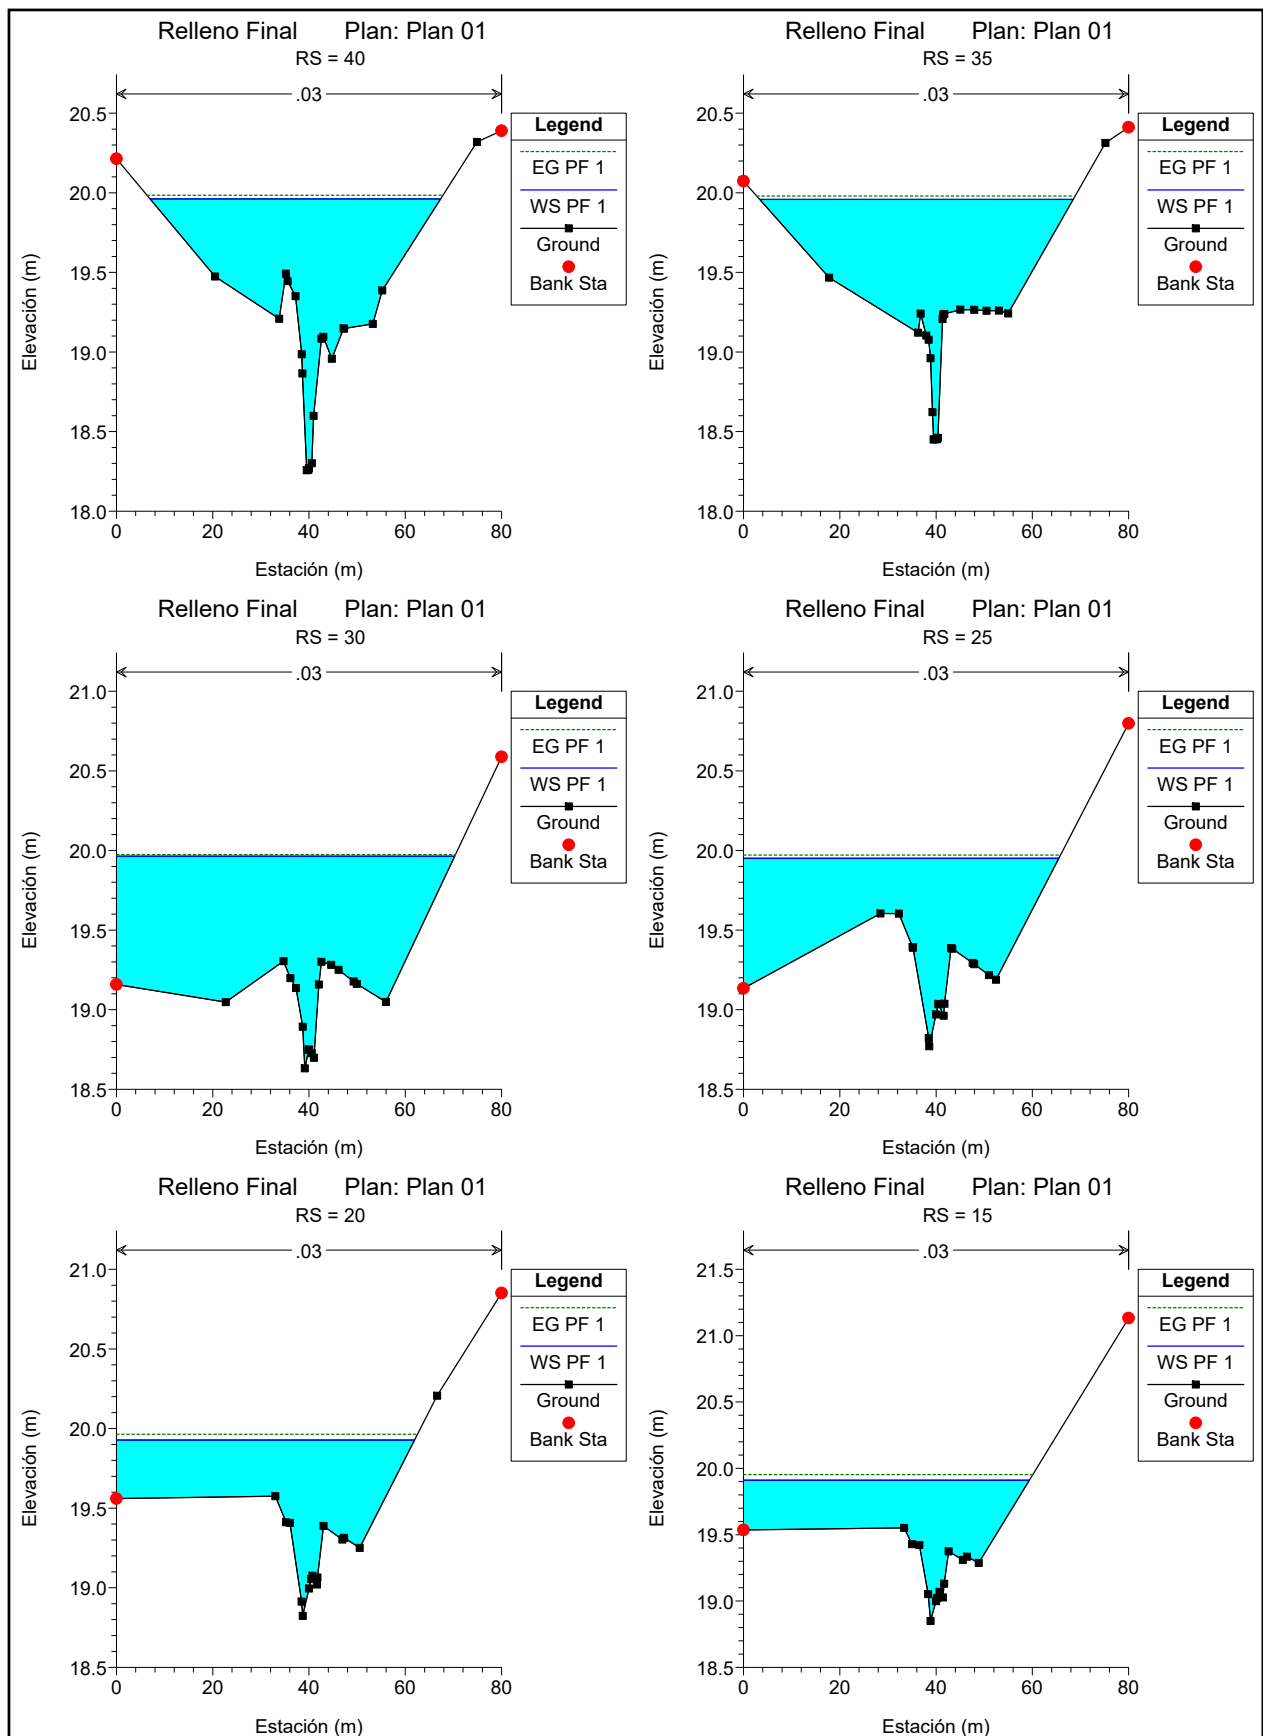 Relleno Final Plan: Plan 01
RS = 40
.03
Legend
EG PF 1
WS PF 1
Ground
Bank Sta
20.5
20.0
19.5
19.0
18.5
18.0
0 20 40 60 80
Elevación (m)
Estación (m)
Relleno Final Plan: Plan 01
RS = 35
.03
Legend
EG PF 1
WS PF 1
Ground
Bank Sta
20.5
20.0
19.5
19.0
18.5
18.0
0 20 40 60 80
Elevación (m)
Estación (m)
Relleno Final Plan: Plan 01
RS = 30
.03
Legend
EG PF 1
WS PF 1
Ground
Bank Sta
21.0
20.5
20.0
19.5
19.0
18.5
0 20 40 60 80
Elevación (m)
Estación (m)
Relleno Final Plan: Plan 01
RS = 25
.03
Legend
EG PF 1
WS PF 1
Ground
Bank Sta
21.0
20.5
20.0
19.5
19.0
18.5
0 20 40 60 80
Elevación (m)
Estación (m)
Relleno Final Plan: Plan 01
RS = 20
.03
Legend
EG PF 1
WS PF 1
Ground
Bank Sta
21.0
20.5
20.0
19.5
19.0
18.5
0 20 40 60 80
Elevación (m)
Estación (m)
Relleno Final Plan: Plan 01
RS = 15
.03
Legend
EG PF 1
WS PF 1
Ground
Bank Sta
21.5
21.0
20.5
20.0
19.5
19.0
18.5
0 20 40 60 80
Elevación (m)
Estación (m)